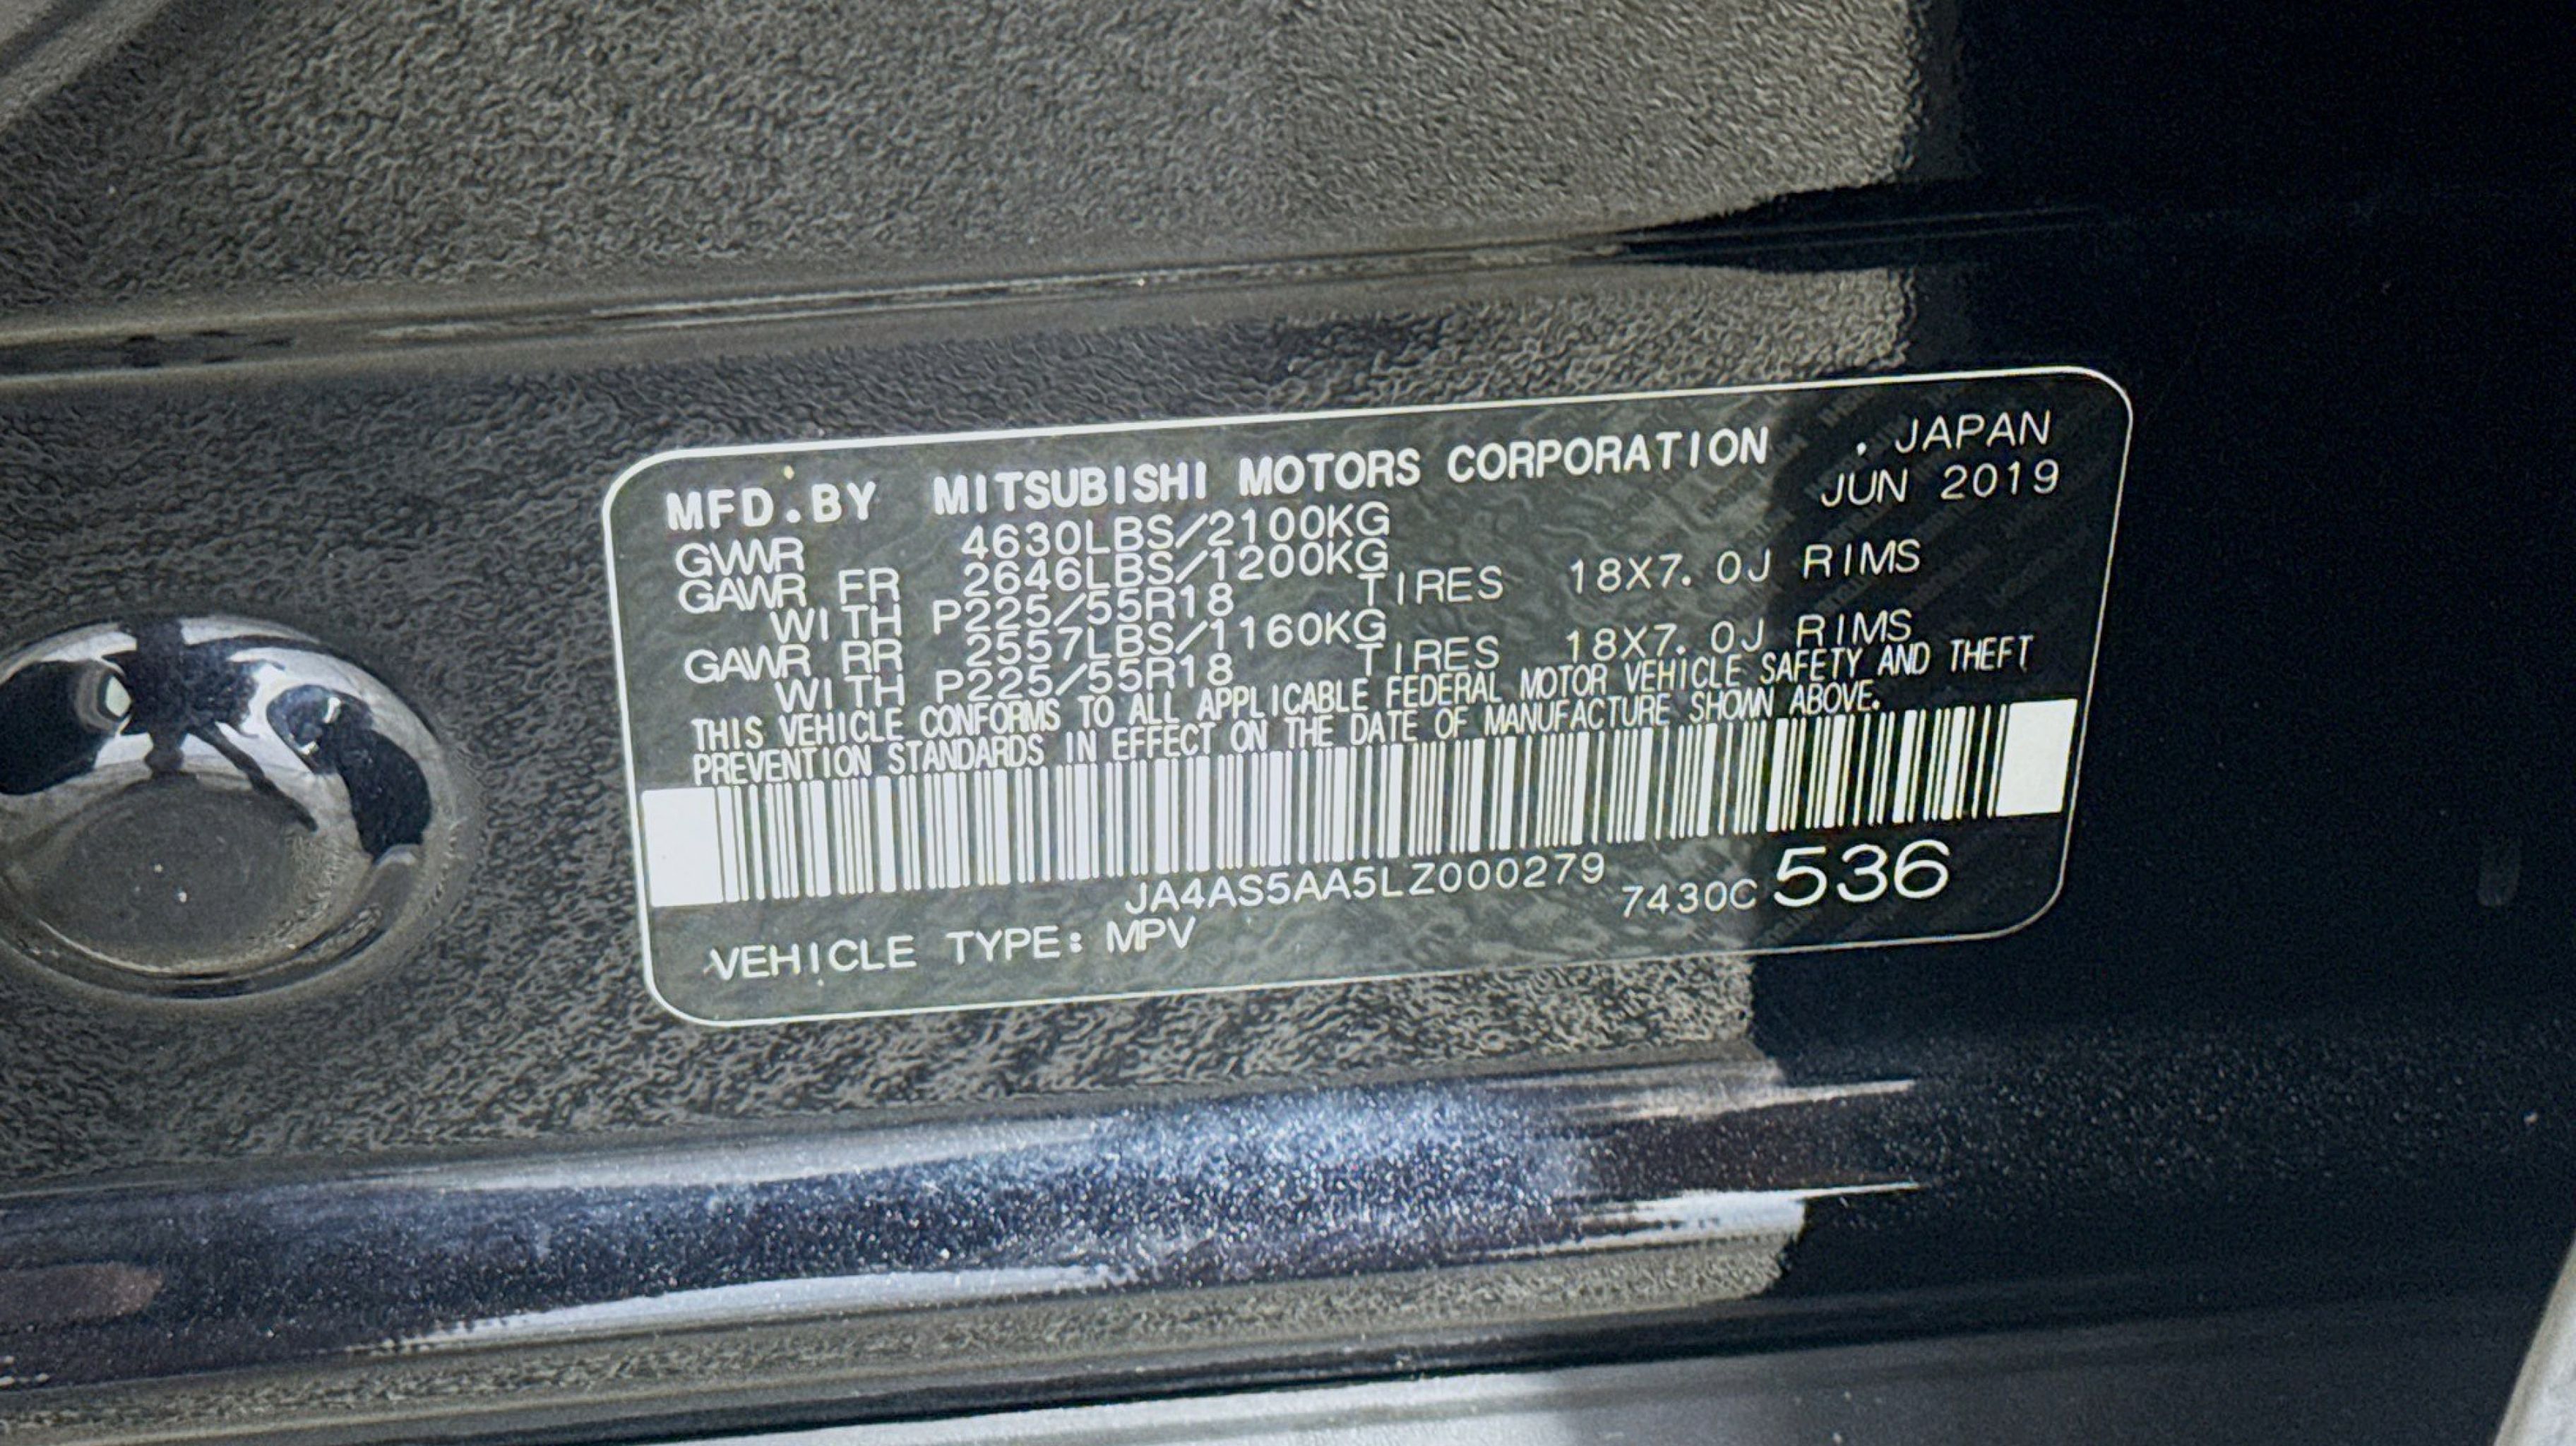 MFD.BY MITSUBISHI MOTORS CORPORATION . JAPAN
JUN 2019
GVWR 4630LBS/2100KG
GAWR FR 2646LBS/1200KG
WITH P225/55R18 TIRES 18X7.0J RIMS
GAWR RR 2557LBS/1160KG
WITH P225/55R18 TIRES 18X7.0J RIMS
THIS VEHICLE CONFORMS TO ALL APPLICABLE FEDERAL MOTOR VEHICLE SAFETY AND THEFT
PREVENTION STANDARDS IN EFFECT ON THE DATE OF MANUFACTURE SHOWN ABOVE.
JA4AS5AA5LZ000279 7430C 536
VEHICLE TYPE: MPV